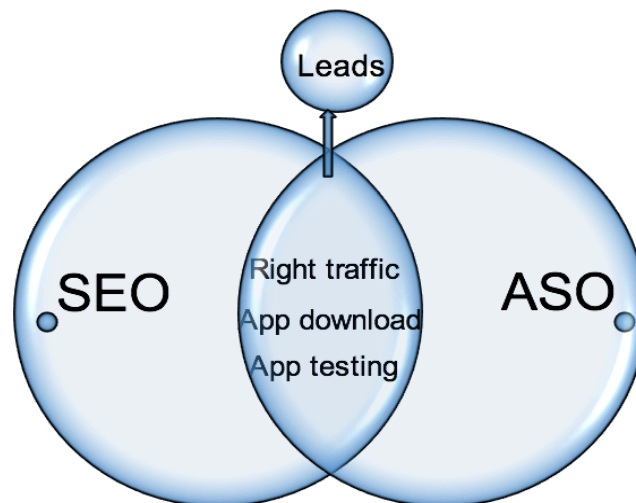 Leads
SEO
Right traffic
App download
App testing
ASO